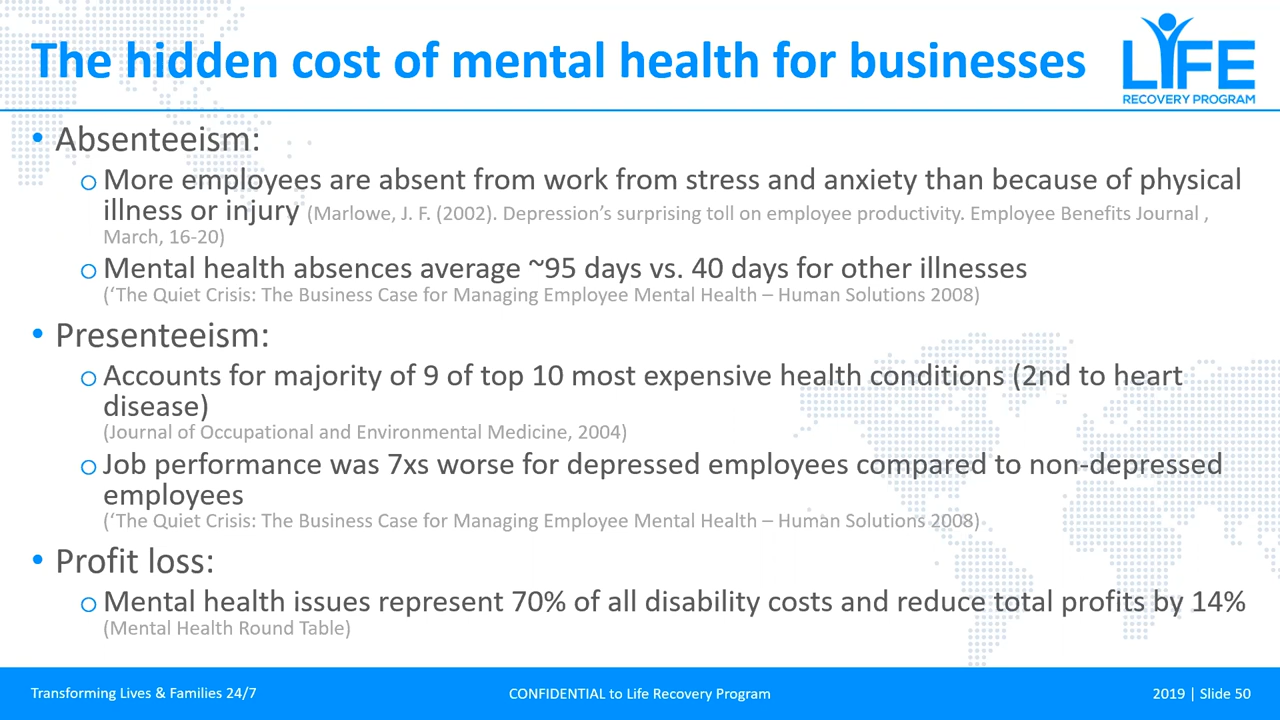 The hidden cost of mental health for businesses
LIFE
RECOVERY PROGRAM
• Absenteeism:
o More employees are absent from work from stress and anxiety than because of physical
illness or injury (Marlowe, J. F. (2002). Depression’s surprising toll on employee productivity. Employee Benefits Journal ,
March, 16-20)
o Mental health absences average ~95 days vs. 40 days for other illnesses
(‘The Quiet Crisis: The Business Case for Managing Employee Mental Health – Human Solutions 2008)
• Presenteeism:
o Accounts for majority of 9 of top 10 most expensive health conditions (2nd to heart
disease)
(Journal of Occupational and Environmental Medicine, 2004)
o Job performance was 7xs worse for depressed employees compared to non-depressed
employees
(‘The Quiet Crisis: The Business Case for Managing Employee Mental Health – Human Solutions 2008)
• Profit loss:
o Mental health issues represent 70% of all disability costs and reduce total profits by 14%
(Mental Health Round Table)
Transforming Lives & Families 24/7
CONFIDENTIAL to Life Recovery Program
2019 | Slide 50